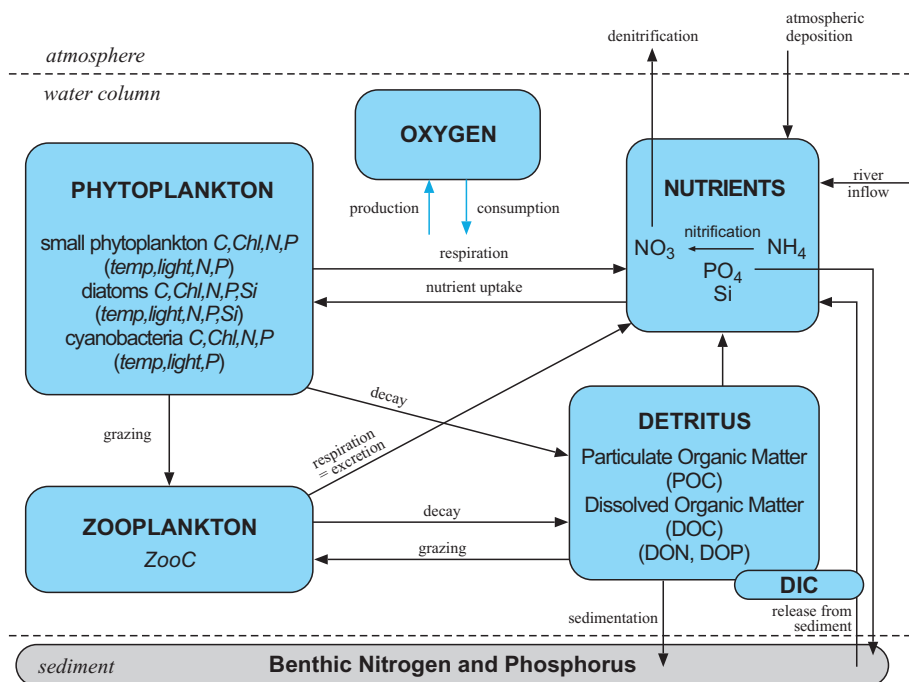 denitrification
atmospheric
deposition
atmosphere
water column
OXYGEN
production
consumption
PHYTOPLANKTON
small phytoplankton C,Chl,N,P
(temp,light,N,P)
diatoms C,Chl,N,P,Si
(temp,light,N,P,Si)
cyanobacteria C,Chl,N,P
(temp,light,P)
NUTRIENTS
nitrification
NO3
NH4
PO4
Si
river
inflow
respiration
nutrient uptake
decay
grazing
respiration
= excretion
DETRITUS
Particulate Organic Matter
(POC)
Dissolved Organic Matter
(DOC)
(DON, DOP)
DIC
ZOOPLANKTON
ZooC
decay
grazing
sedimentation
release from
sediment
sediment
Benthic Nitrogen and Phosphorus